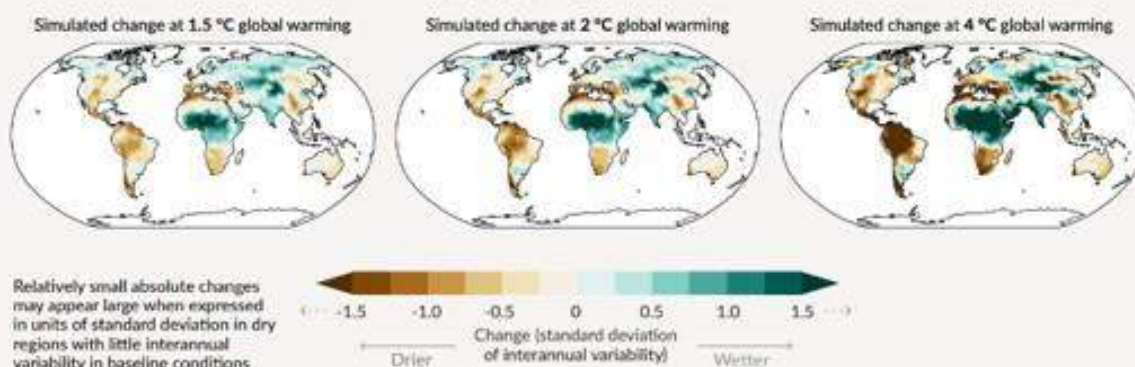 Simulated change at 1.5 °C global warming
Simulated change at 2 °C global warming
Simulated change at 4 °C global warming
Relatively small absolute changes
may appear large when expressed
in units of standard deviation in dry
regions with little interannual
variability in baseline conditions
-1.5 -1.0 -0.5 0 0.5 1.0 1.5
Change (standard deviation
of interannual variability)
Drier
Wetter